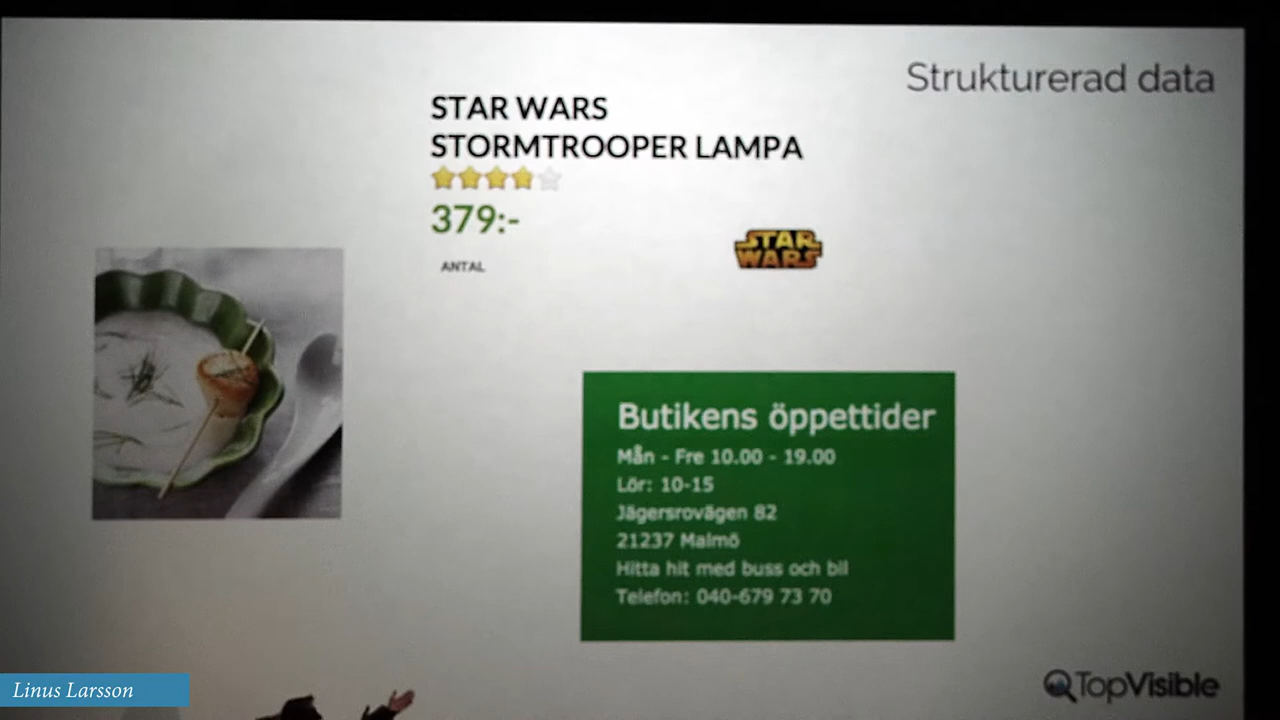 Strukturerad data
STAR WARS
STORMTROOPER LAMPA
379:-
ANTAL
STAR
WARS
Butikens öppettider
Mån - Fre 10.00 - 19.00
Lör: 10-15
Jägersrovägen 82
21237 Malmö
Hitta hit med buss och bil
Telefon: 040-679 73 70
Linus Larsson
TopVisible